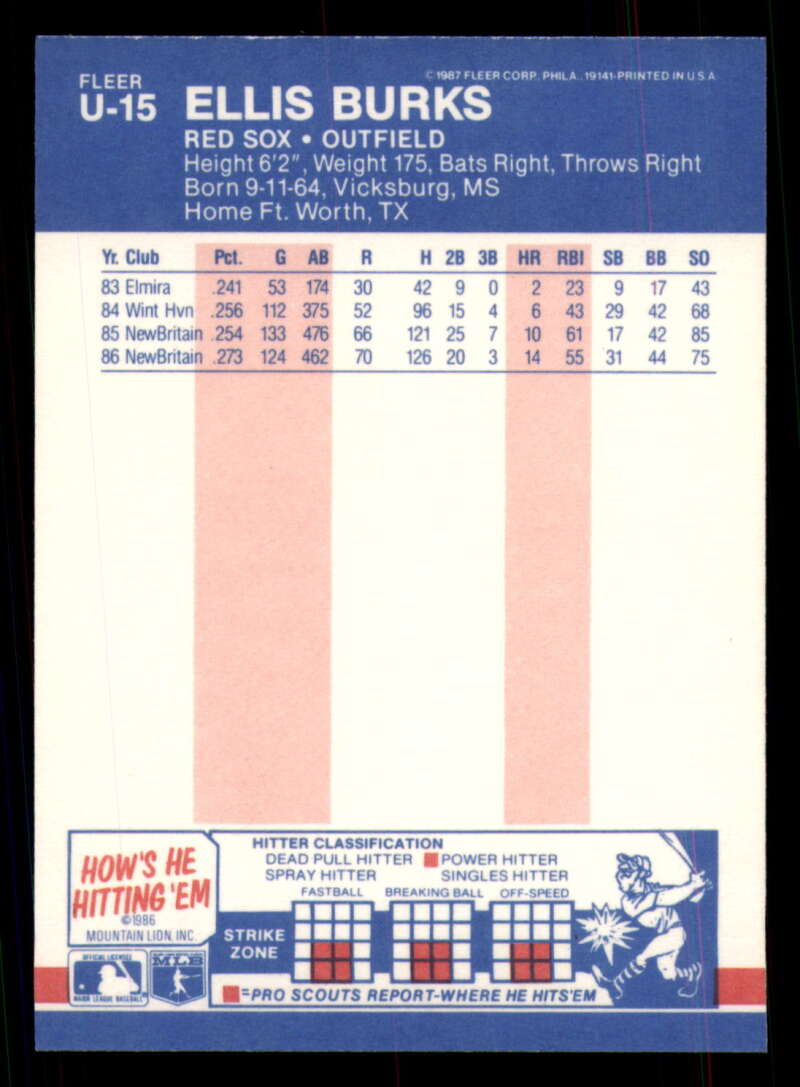 FLEER
© 1987 FLEER CORP. PHILA., 19141-PRINTED IN U.S.A.
U-15 ELLIS BURKS
RED SOX • OUTFIELD
Height 6'2", Weight 175, Bats Right, Throws Right
Born 9-11-64, Vicksburg, MS
Home Ft. Worth, TX
Yr. Club Pct. G AB R H 2B 3B HR RBI SB BB SO
83 Elmira .241 53 174 30 42 9 0 2 23 9 17 43
84 Wint Hvn .256 112 375 52 96 15 4 6 43 29 42 68
85 NewBritain .254 133 476 66 121 25 7 10 61 17 42 85
86 NewBritain .273 124 462 70 126 20 3 14 55 31 44 75
HOW'S HE
HITTING 'EM
©1986
MOUNTAIN LION, INC.
HITTER CLASSIFICATION
DEAD PULL HITTER POWER HITTER
SPRAY HITTER SINGLES HITTER
FASTBALL BREAKING BALL OFF-SPEED
STRIKE
ZONE
=PRO SCOUTS REPORT-WHERE HE HITS'EM
OFFICIAL LICENSEE
MAJOR LEAGUE BASEBALL
MLB